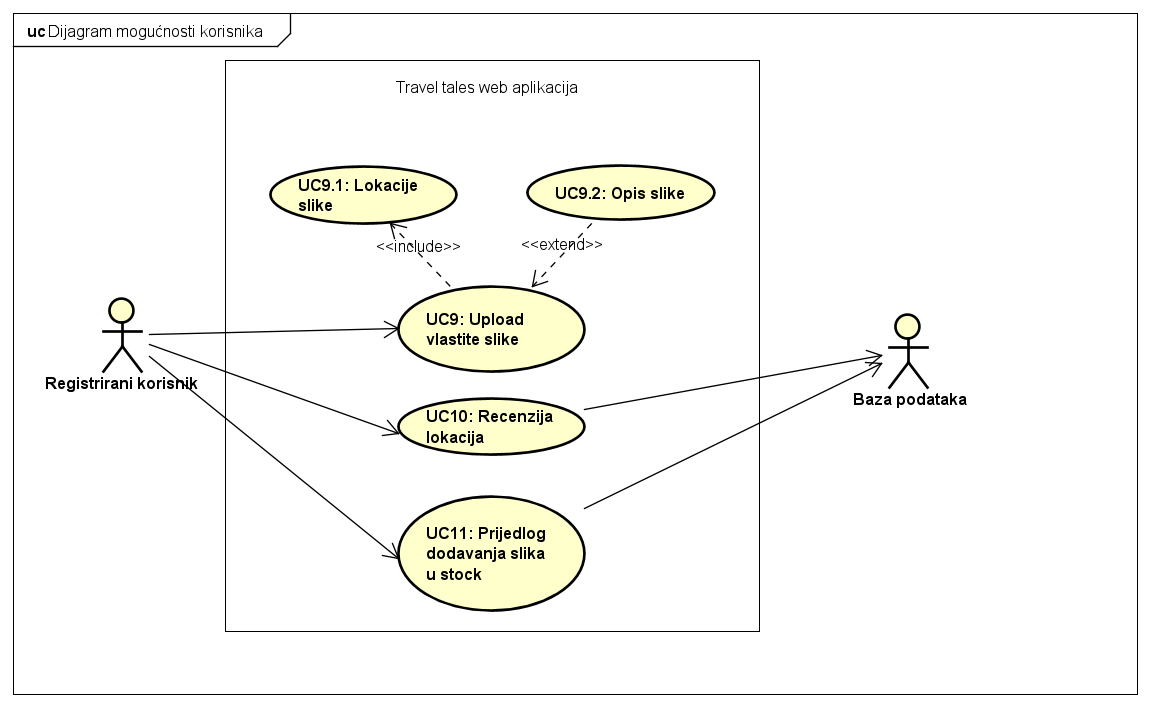 uc Dijagram mogućnosti korisnika
Travel tales web aplikacija
UC9.1: Lokacije
slike
UC9.2: Opis slike
<<include>>
<<extend>>
UC9: Upload
vlastite slike
Registrirani korisnik
Baza podataka
UC10: Recenzija
lokacija
UC11: Prijedlog
dodavanja slika
u stock